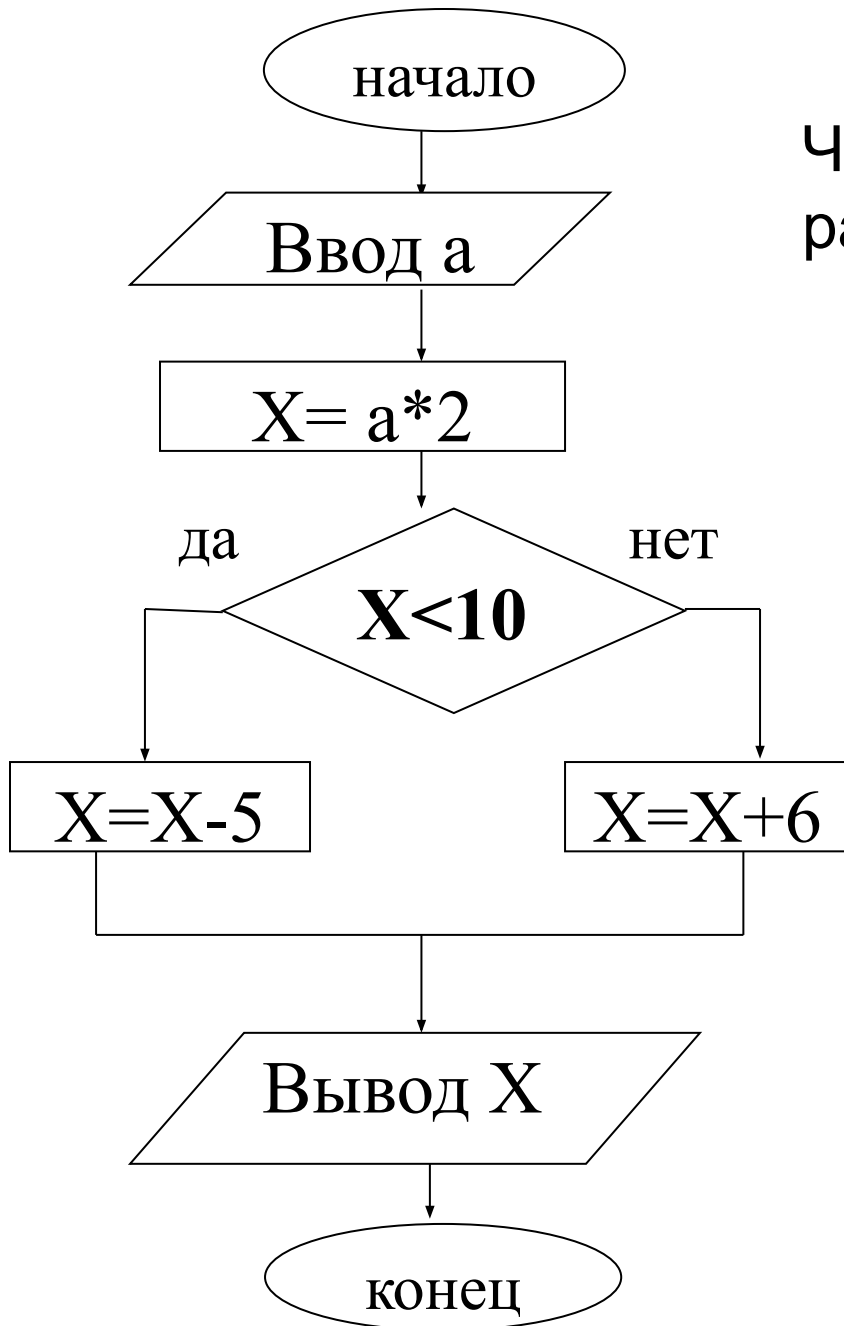 начало
Ввод а
X= а*2
да
нет
X<10
X=X-5
X=X+6
Вывод X
конец